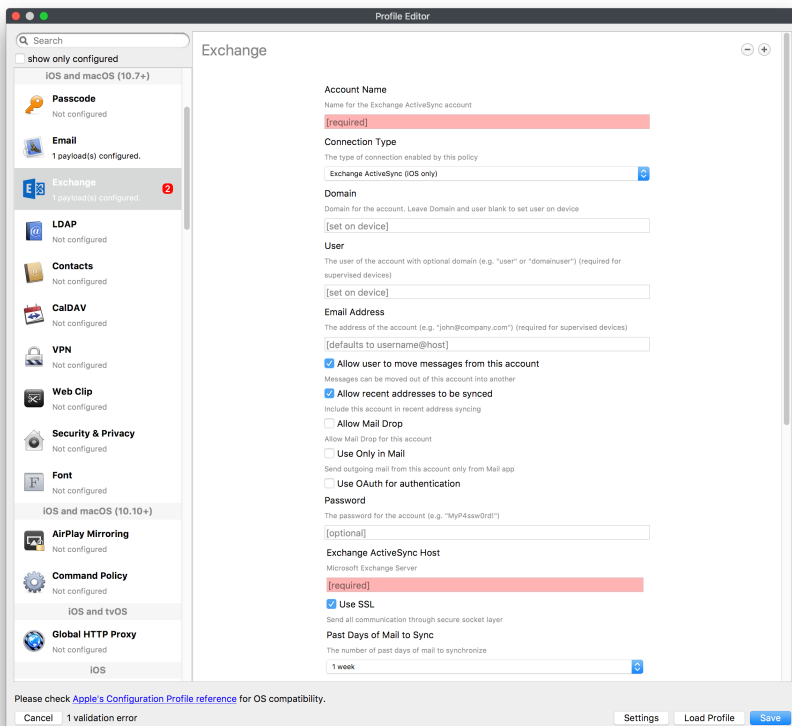 Profile Editor
Search
show only configured
iOS and macOS (10.7+)
Passcode
Not configured
Email
1 payload(s) configured.
Exchange
1 payload(s) configured.
2
LDAP
Not configured
Contacts
Not configured
CalDAV
Not configured
VPN
Not configured
Web Clip
Not configured
Security & Privacy
Not configured
Font
Not configured
iOS and macOS (10.10+)
AirPlay Mirroring
Not configured
Command Policy
Not configured
iOS and tvOS
Global HTTP Proxy
Not configured
iOS
Exchange
Account Name
Name for the Exchange ActiveSync account
[required]
Connection Type
The type of connection enabled by this policy
Exchange ActiveSync (iOS only)
Domain
Domain for the account. Leave Domain and user blank to set user on device
[set on device]
User
The user of the account with optional domain (e.g. "user" or "domainuser") (required for
supervised devices)
[set on device]
Email Address
The address of the account (e.g. "john@company.com") (required for supervised devices)
[defaults to username@host]
Allow user to move messages from this account
Messages can be moved out of this account into another
Allow recent addresses to be synced
Include this account in recent address syncing
Allow Mail Drop
Allow Mail Drop for this account
Use Only in Mail
Send outgoing mail from this account only from Mail app
Use OAuth for authentication
Password
The password for the account (e.g. "MyP4ssw0rd!")
[optional]
Exchange ActiveSync Host
Microsoft Exchange Server
[required]
Use SSL
Send all communication through secure socket layer
Past Days of Mail to Sync
The number of past days of mail to synchronize
1 week
Please check Apple's Configuration Profile reference for OS compatibility.
Cancel
1 validation error
Settings
Load Profile
Save